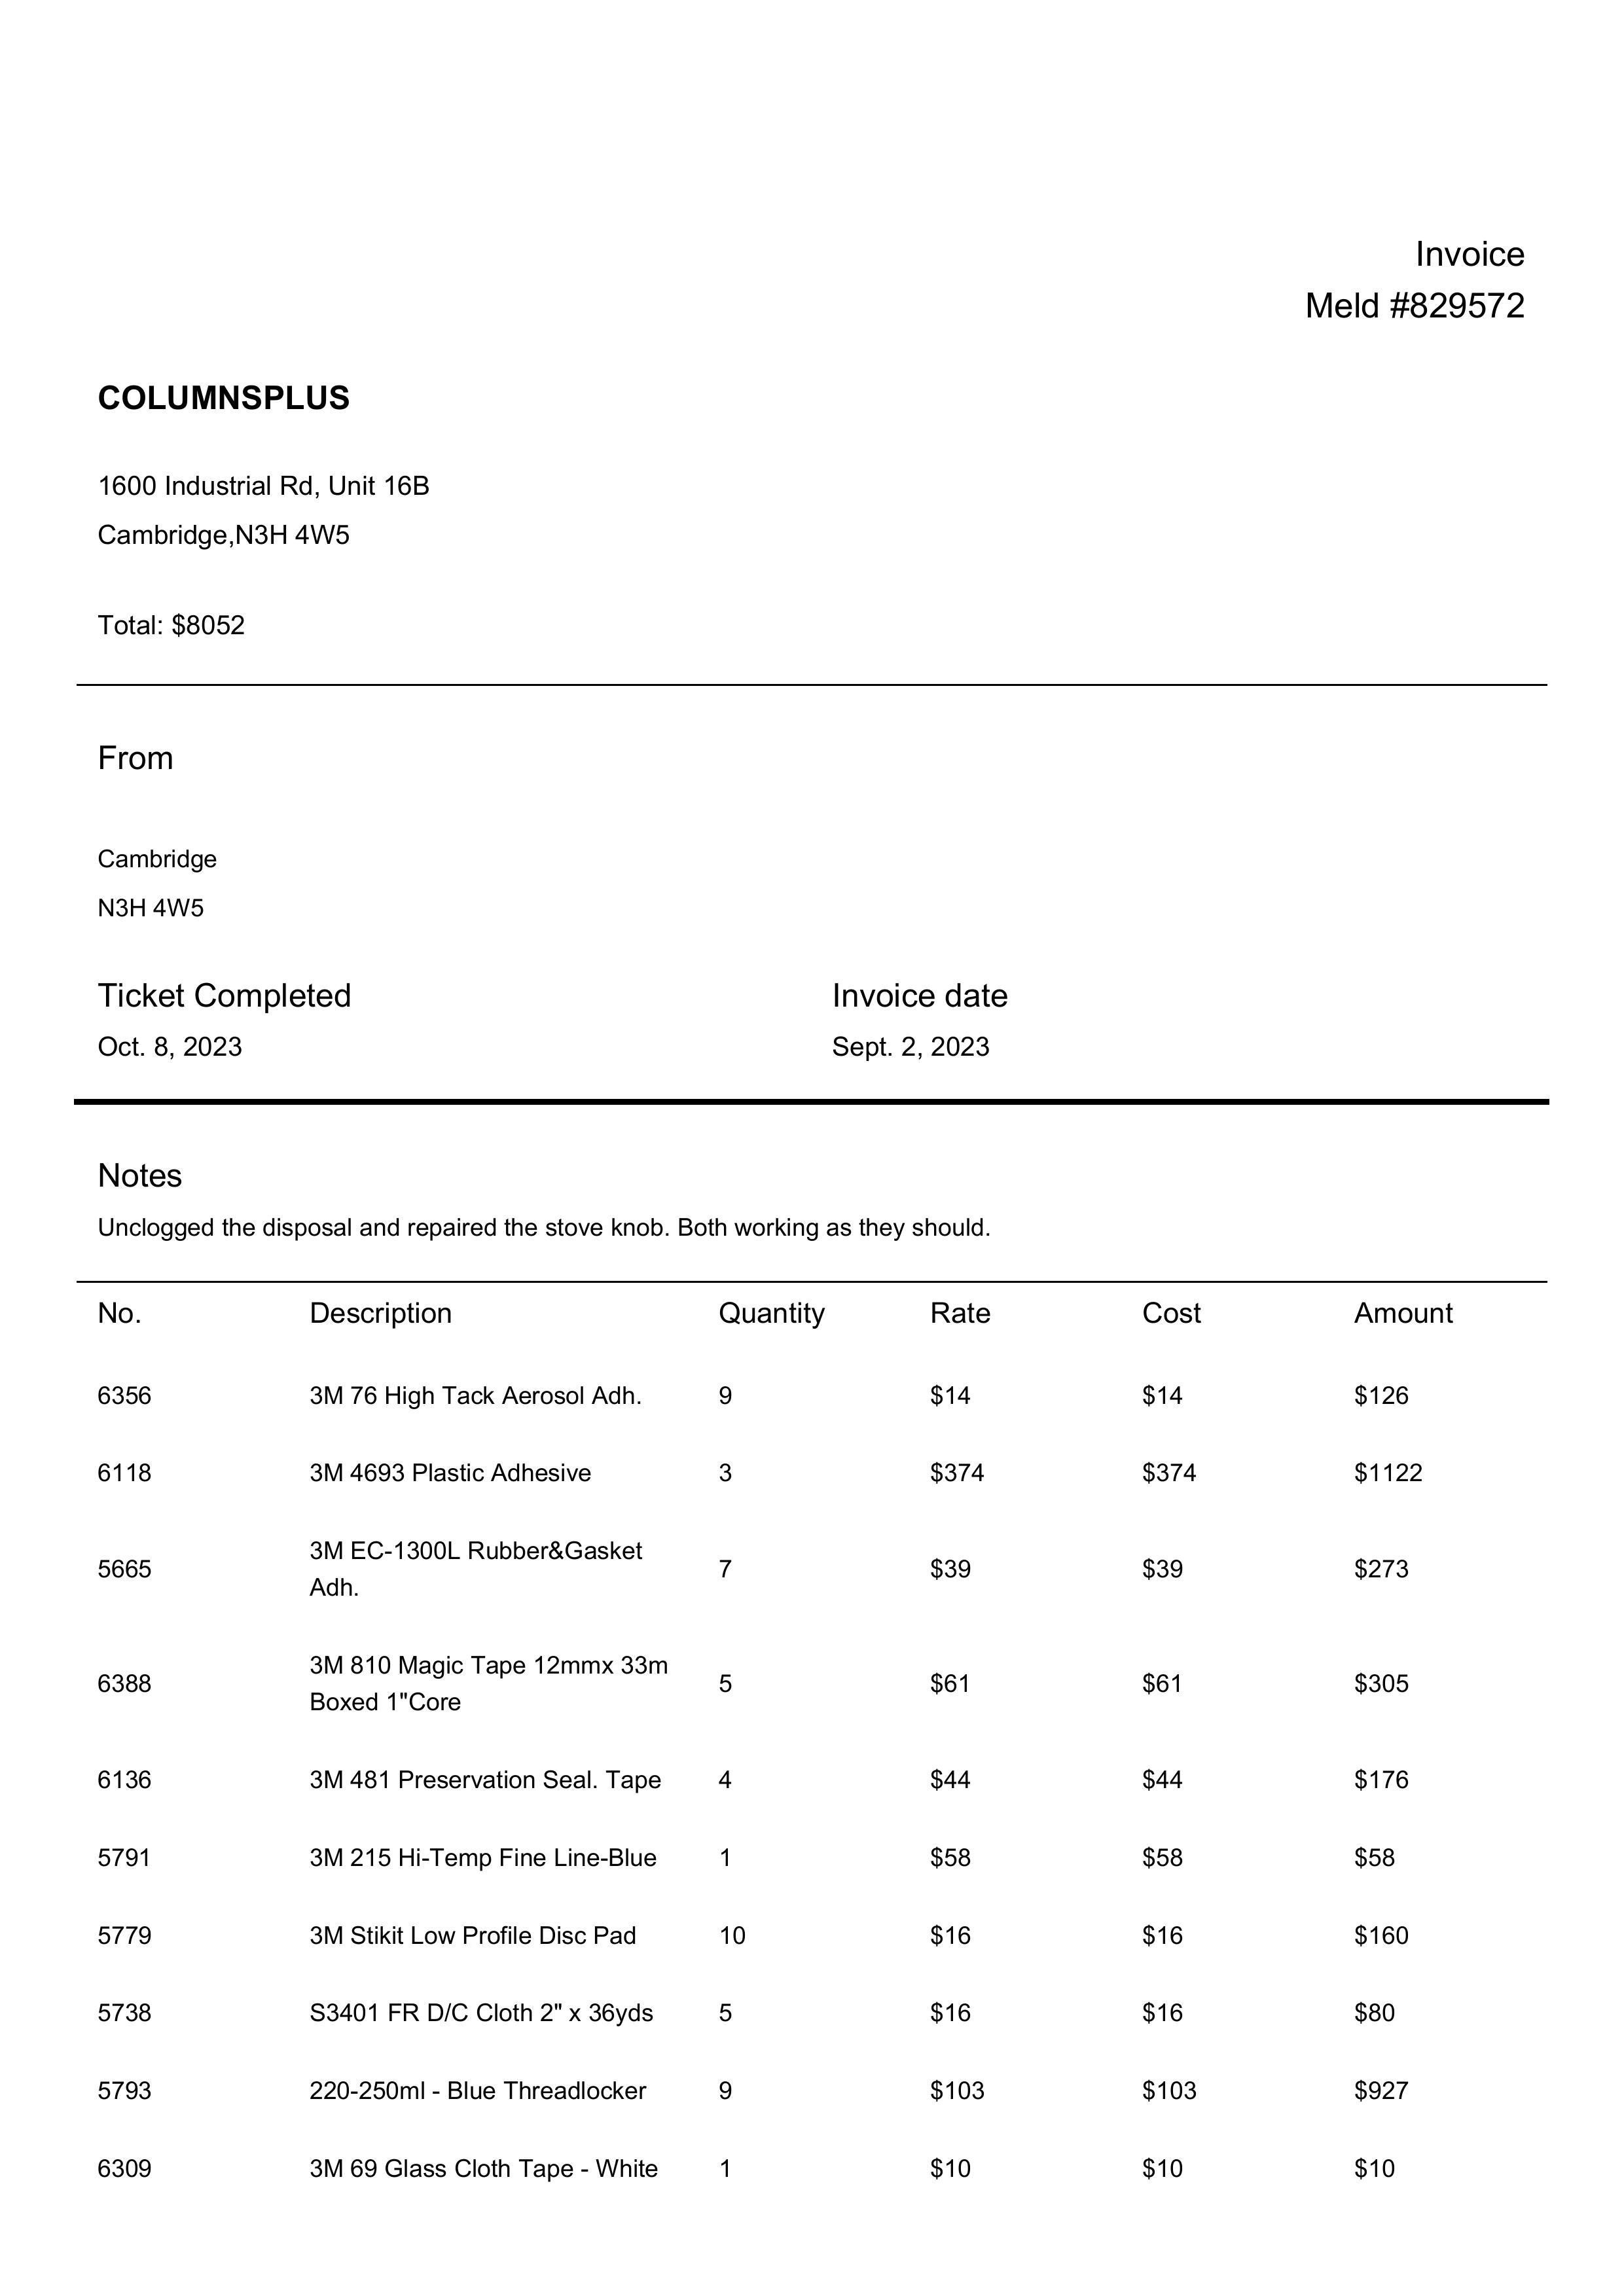 Invoice
Meld #829572
COLUMNSPLUS
1600 Industrial Rd, Unit 16B
Cambridge,N3H 4W5
Total: $8052
From
Cambridge
N3H 4W5
Ticket Completed Invoice date
Oct. 8, 2023 Sept. 2, 2023
Notes
Unclogged the disposal and repaired the stove knob. Both working as they should.
No. Description Quantity Rate Cost Amount
6356 3M 76 High Tack Aerosol Adh. 9 $14 $14 $126
6118 3M 4693 Plastic Adhesive 3 $374 $374 $1122
5665 3M EC-1300L Rubber&Gasket 7 $39 $39 $273
Adh.
6388 3M 810 Magic Tape 12mmx 33m 5 $61 $61 $305
Boxed 1"Core
6136 3M 481 Preservation Seal. Tape 4 $44 $44 $176
5791 3M 215 Hi-Temp Fine Line-Blue 1 $58 $58 $58
5779 3M Stikit Low Profile Disc Pad 10 $16 $16 $160
5738 S3401 FR D/C Cloth 2" x 36yds 5 $16 $16 $80
5793 220-250ml - Blue Threadlocker 9 $103 $103 $927
6309 3M 69 Glass Cloth Tape - White 1 $10 $10 $10